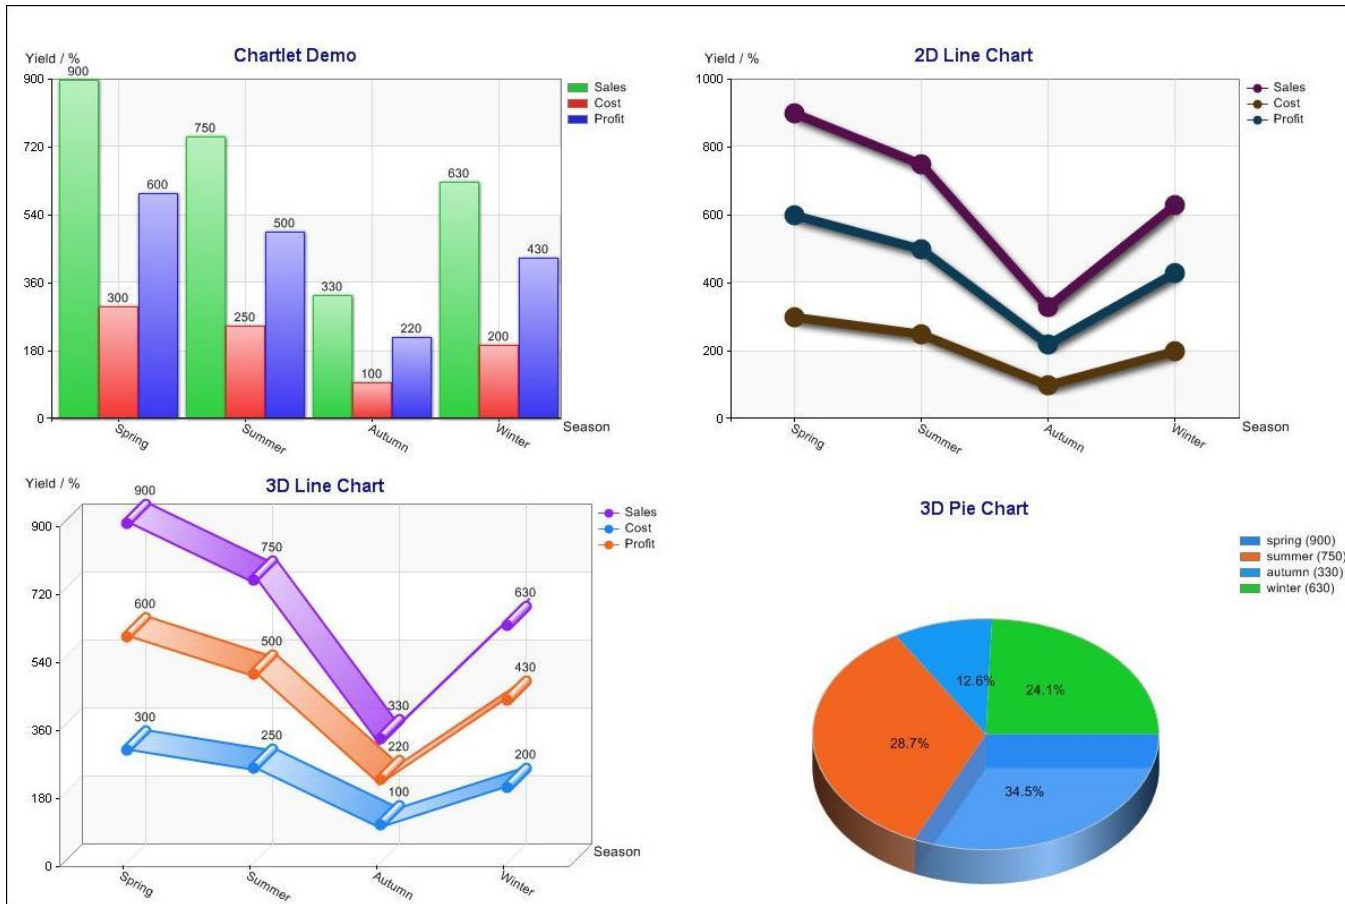 Chartlet Demo
Yield / %
900
720
540
360
180
0
900
300
600
750
250
500
330
100
220
630
200
430
Spring
Summer
Autumn
Winter
Season
Sales
Cost
Profit
2D Line Chart
1000
800
600
400
200
0
Spring
Summer
Autumn
Winter
Season
Sales
Cost
Profit
3D Line Chart
Yield / %
900
720
540
360
180
0
900
750
330
630
600
500
220
430
300
250
100
200
Spring
Summer
Autumn
Winter
Season
Sales
Cost
Profit
3D Pie Chart
spring (900)
summer (750)
autumn (330)
winter (630)
12.6%
24.1%
28.7%
34.5%